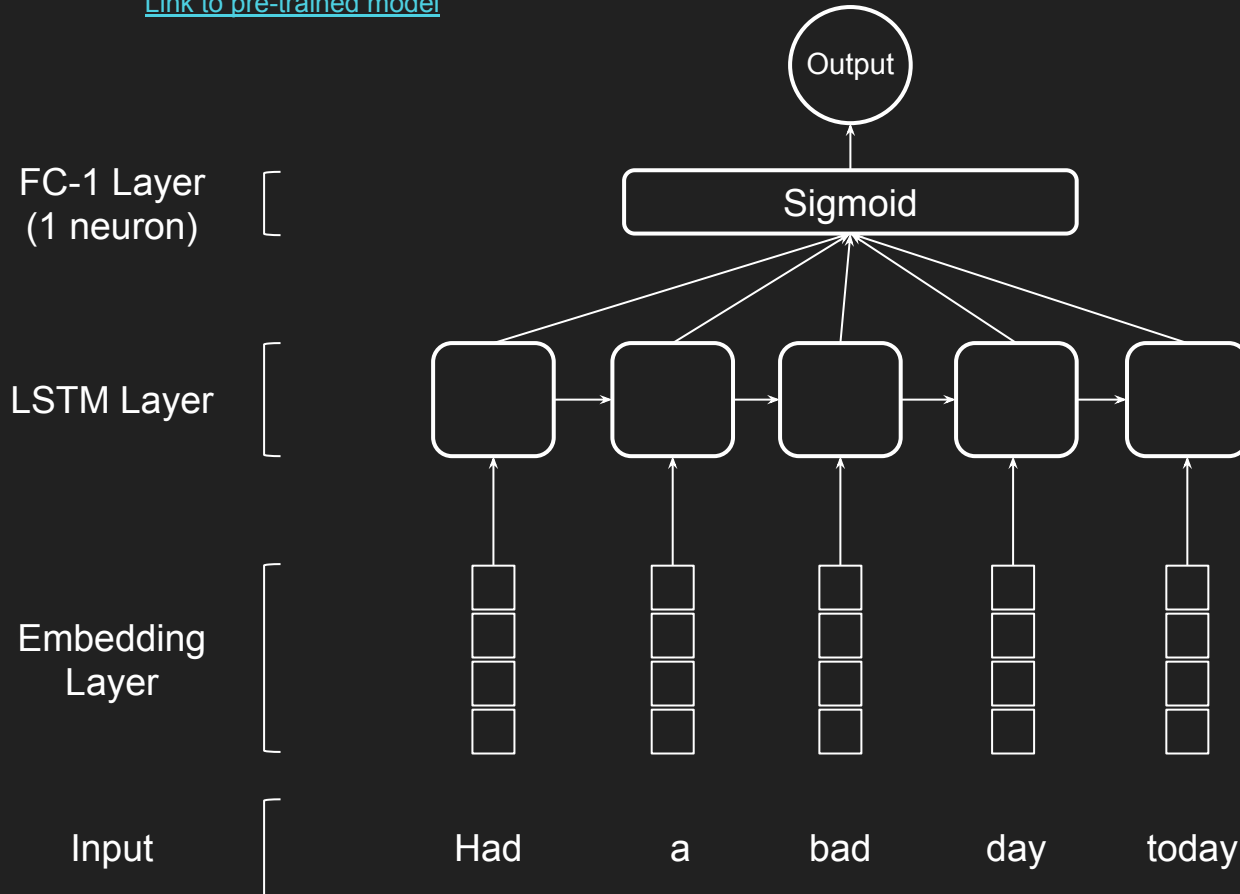 Link to pre-trained model
Output
FC-1 Layer
(1 neuron)
Sigmoid
LSTM Layer
Embedding
Layer
Input
Had a bad day today